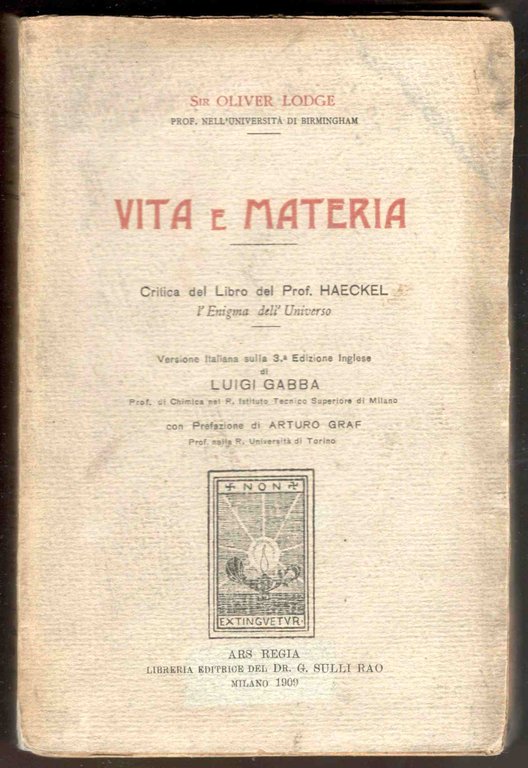 Sir OLIVER LODGE
PROF. NELL'UNIVERSITÀ DI BIRMINGHAM
VITA E MATERIA
Critica del Libro del Prof. HAECKEL
l'Enigma dell'Universo
Versione Italiana sulla 3.ª Edizione Inglese
di
LUIGI GABBA
Prof. di Chimica nel R. Istituto Tecnico Superiore di Milano
con Prefazione di ARTURO GRAF
Prof. nella R. Università di Torino
NON
EXTINGVETVR
ARS REGIA
LIBRERIA EDITRICE DEL DR. G. SULLI RAO
MILANO 1909